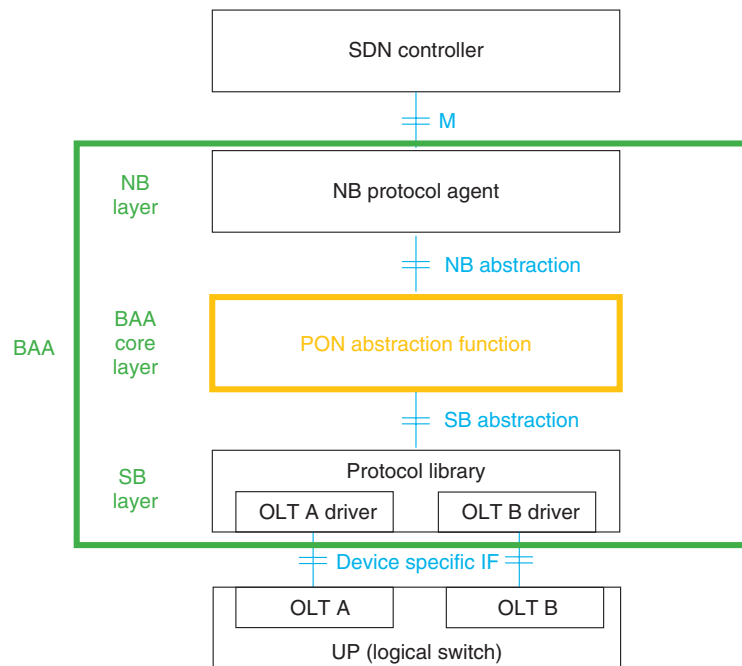 SDN controller
M
NB
layer
NB protocol agent
NB abstraction
BAA
BAA
core
layer
PON abstraction function
SB abstraction
SB
layer
Protocol library
OLT A driver
OLT B driver
Device specific IF
OLT A
OLT B
UP (logical switch)